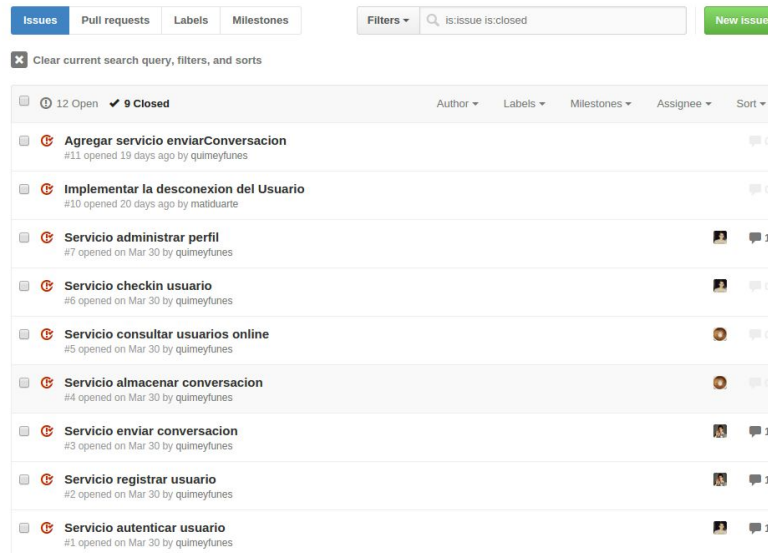 Issues Pull requests Labels Milestones Filters is:issue is:closed New issue
Clear current search query, filters, and sorts
12 Open 9 Closed Author Labels Milestones Assignee Sort
Agregar servicio enviarConversacion
#11 opened 19 days ago by quimeyfunes
Implementar la desconexion del Usuario
#10 opened 20 days ago by matiduarte
Servicio administrar perfil 1
#7 opened on Mar 30 by quimeyfunes
Servicio checkin usuario
#6 opened on Mar 30 by quimeyfunes
Servicio consultar usuarios online
#5 opened on Mar 30 by quimeyfunes
Servicio almacenar conversacion
#4 opened on Mar 30 by quimeyfunes
Servicio enviar conversacion 1
#3 opened on Mar 30 by quimeyfunes
Servicio registrar usuario 1
#2 opened on Mar 30 by quimeyfunes
Servicio autenticar usuario 1
#1 opened on Mar 30 by quimeyfunes